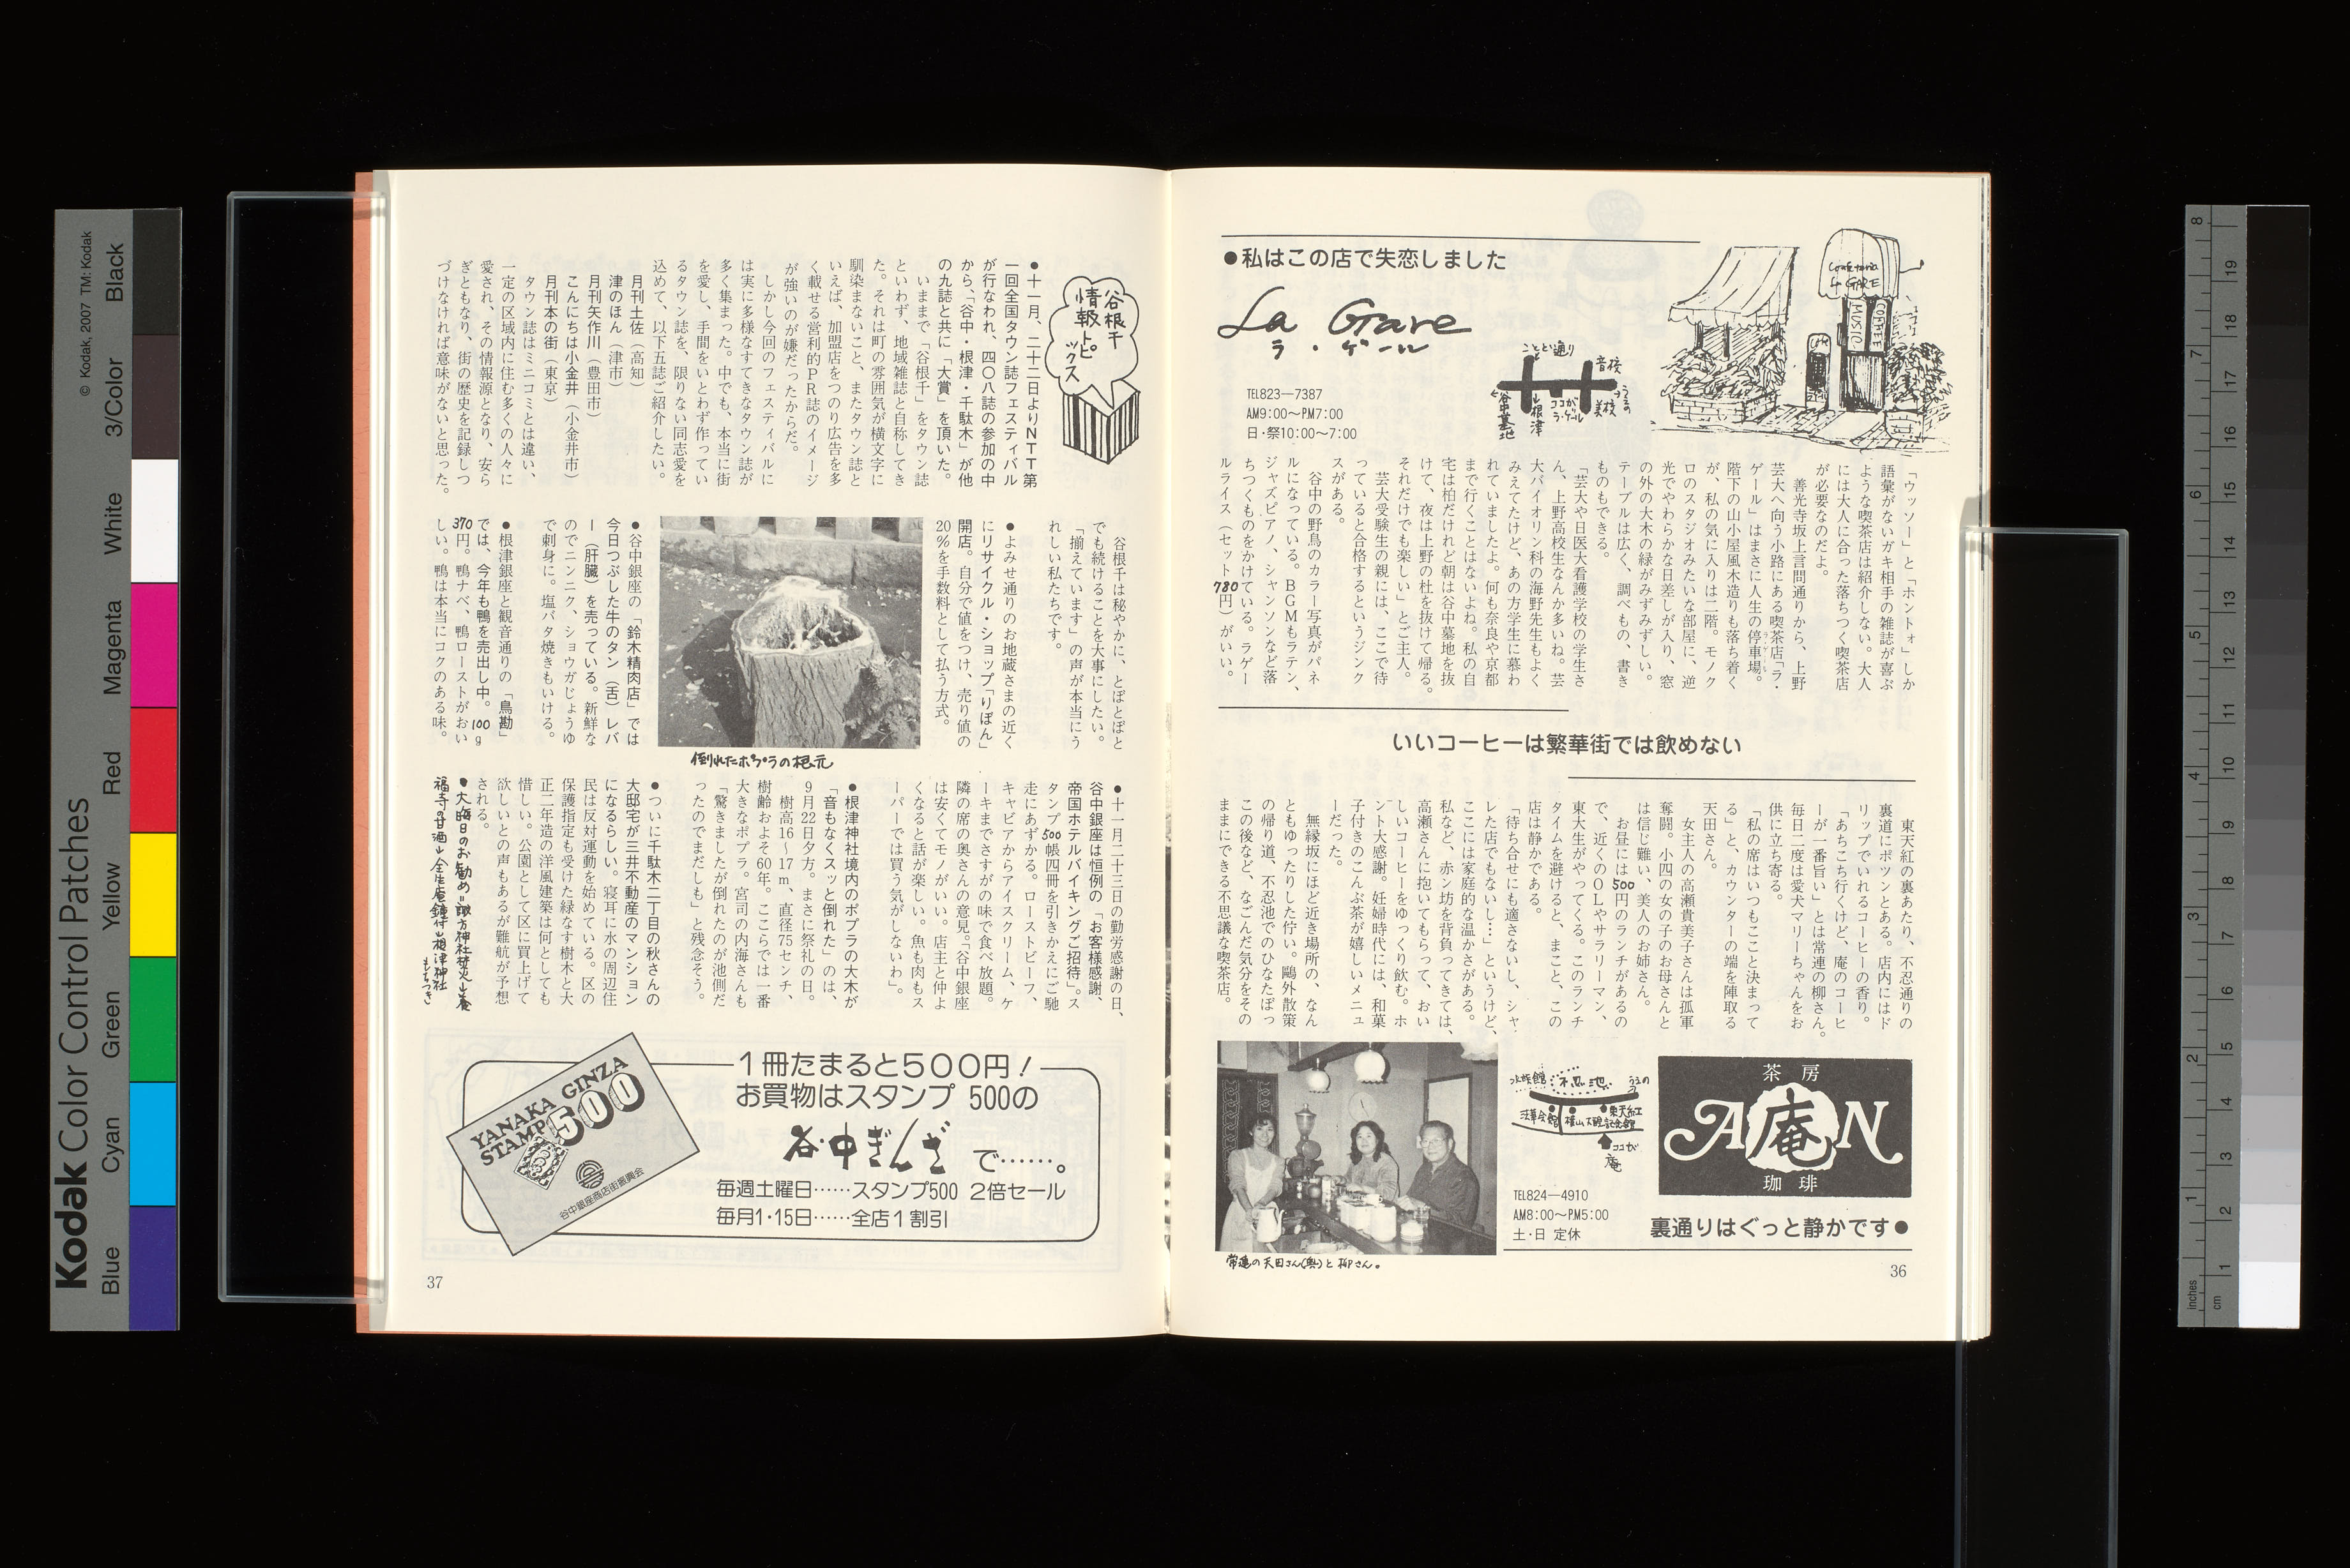 ●私はこの店で失恋しました
La Grare
ラ・ゲール
TEL823—7387
AM9:00〜PM7:00
日・祭10:00〜7:00
Cafeteria
La GARE
COFFEE
MUSIC
こととい通り
音校
うえの
美校
ココが
ラ・ゲール
根津
谷中墓地
「ウッソー」と「ホントォ」しか
語彙がないガキ相手の雑誌が喜ぶ
ような喫茶店は紹介しない。大人
には大人に合った落ちつく喫茶店
が必要なのだよ。
善光寺坂上言問通りから、上野
芸大へ向う小路にある喫茶店「ラ・
ゲール」はまさに人生の停車場。
階下の山小屋風木造りも落ち着く
が、私の気に入りは二階。モノク
ロのスタジオみたいな部屋に、逆
光でやわらかな日差しが入り、窓
の外の大木の緑がみずみずしい。
テーブルは広く、調べもの、書き
ものもできる。
「芸大や日医大看護学校の学生さ
ん、上野高校生なんか多いね。芸
大バイオリン科の海野先生もよく
みえてたけど、あの方学生に慕わ
れていましたよ。何も奈良や京都
まで行くことはないよね。私の自
宅は柏だけれど朝は谷中墓地を抜
けて、夜は上野の杜を抜けて帰る。
それだけでも楽しい」とご主人。
芸大受験生の親には、ここで待
っていると合格するというジンク
スがある。
谷中の野鳥のカラー写真がパネ
ルになっている。BGMもラテン、
ジャズピアノ、シャンソンなど落
ちつくものをかけている。ラゲー
ルライス（セット780円）がいい。
いいコーヒーは繁華街では飲めない
東天紅の裏あたり、不忍通りの
裏道にポツンとある。店内にはド
リップでいれるコーヒーの香り。
「あちこち行くけど、庵のコーヒ
ーが一番旨い」とは常連の柳さん。
毎日二度は愛犬マリーちゃんをお
供に立ち寄る。
「私の席はいつもここと決まって
る」と、カウンターの端を陣取る
天田さん。
女主人の高瀬貴美子さんは孤軍
奮闘。小四の女の子のお母さんと
は信じ難い、美人のお姉さん。
お昼には500円のランチがあるの
で、近くのOLやサラリーマン、
東大生がやってくる。このランチ
タイムを避けると、まこと、この
店は静かである。
「待ち合せにも適さないし、シャ
レた店でもないし…」というけど、
ここには家庭的な温かさがある。
私など、赤ン坊を背負ってきては、
高瀬さんに抱いてもらって、おい
しいコーヒーをゆっくり飲む。ホ
ント大感謝。妊婦時代には、和菓
子付きのこんぶ茶が嬉しいメニュ
ーだった。
無縁坂にほど近き場所の、なん
ともゆったりした佇い。鷗外散策
の帰り道、不忍池でのひなたぼっ
この後など、なごんだ気分をその
ままにできる不思議な喫茶店。
常連の天田さん(奥)と柳さん。
水族館
不忍池
うえの
法華会館
横山大観記念館
東天紅
ココが
庵
TEL824—4910
AM8:00〜PM5:00
土・日 定休
茶房
A庵N
珈琲
裏通りはぐっと静かです●
36
谷根千
情報トピックス
●十一月、二十二日よりNTT第
一回全国タウン誌フェスティバル
が行なわれ、四〇八誌の参加の中
から、「谷中・根津・千駄木」が他
の九誌と共に「大賞」を頂いた。
いままで「谷根千」をタウン誌
といわず、地域雑誌と自称してき
た。それは町の雰囲気が横文字に
馴染まないこと、またタウン誌と
いえば、加盟店をつのり広告を多
く載せる営利的PR誌のイメージ
が強いのが嫌だったからだ。
しかし今回のフェスティバルに
は実に多様なすてきなタウン誌が
多く集まった。中でも、本当に街
を愛し、手間をいとわず作ってい
るタウン誌を、限りない同志愛を
込めて、以下五誌ご紹介したい。
月刊土佐（高知）
津のほん（津市）
月刊矢作川（豊田市）
こんにちは小金井（小金井市）
月刊本の街（東京）
タウン誌はミニコミとは違い、
一定の区域内に住む多くの人々に
愛され、その情報源となり、安ら
ぎともなり、街の歴史を記録しつ
づけなければ意味がないと思った。
谷根千は秘やかに、とぼとぼと
でも続けることを大事にしたい。
「揃えています」の声が本当にう
れしい私たちです。
●よみせ通りのお地蔵さまの近く
にリサイクル・ショップ「りぼん」
開店。自分で値をつけ、売り値の
20％を手数料として払う方式。
倒れたポプラの根元
●谷中銀座の「鈴木精肉店」では
今日つぶした牛のタン（舌）レバ
ー（肝臓）を売っている。新鮮な
のでニンニク、ショウガじょうゆ
で刺身に。塩バタ焼きもいける。
●根津銀座と観音通りの「鳥勘」
では、今年も鴨を売出し中。100g
370円。鴨ナベ、鴨ローストがおい
しい。鴨は本当にコクのある味。
●十一月二十三日の勤労感謝の日、
谷中銀座は恒例の「お客様感謝、
帝国ホテルバイキングご招待」。ス
タンプ500帳四冊を引きかえにご馳
走にあずかる。ローストビーフ、
キャビアからアイスクリーム、ケ
ーキまでさすがの味で食べ放題。
隣の席の奥さんの意見。「谷中銀座
は安くてモノがいい。店主と仲よ
くなると話が楽しい。魚も肉もス
ーパーでは買う気がしないわ」。
●根津神社境内のポプラの大木が
「音もなくスッと倒れた」のは、
9月22日夕方。まさに祭礼の日。
樹高16〜17m、直径75センチ、
樹齢およそ60年。ここらでは一番
大きなポプラ。宮司の内海さんも
「驚きましたが倒れたのが池側だ
ったのでまだしも」と残念そう。
●ついに千駄木二丁目の秋さんの
大邸宅が三井不動産のマンション
になるらしい。寝耳に水の周辺住
民は反対運動を始めている。区の
保護指定も受けた緑なす樹木と大
正二年造の洋風建築は何としても
惜しい。公園として区に買上げて
欲しいとの声もあるが難航が予想
される。
●大晦日のお勧め＝諏方神社焚火→養
福寺の甘酒→全生庵鐘付→根津神社
もちつき
YANAKA GINZA
STAMP 500
谷中銀座商店街振興会
1冊たまると500円！
お買物はスタンプ 500の
谷中ぎんざ で……。
毎週土曜日……スタンプ500 2倍セール
毎月1・15日……全店1割引
37
Kodak Color Control Patches
© Kodak, 2007 TM: Kodak
Blue Cyan Green Yellow Red Magenta White 3/Color Black
inches
1 2 3 4 5 6 7 8
cm
1 2 3 4 5 6 7 8 9 10 11 12 13 14 15 16 17 18 19